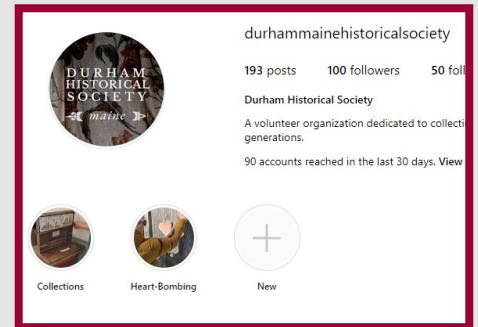 durhammainehistoricalsociety
193 posts 100 followers 50
DURHAM
HISTORICAL
SOCIETY
maine
Durham Historical Society
A volunteer organization dedicated to
generations.
90 accounts reached in the last 30 days. View
Collections
Heart-Bombing
New